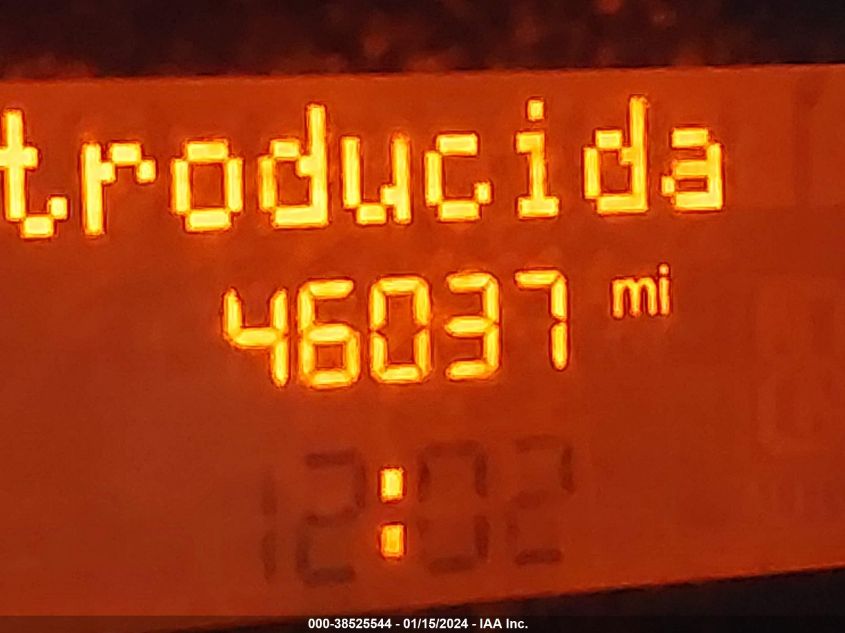 troducida
46037 mi
12:02
000-38525544 - 01/15/2024 - IAA Inc.